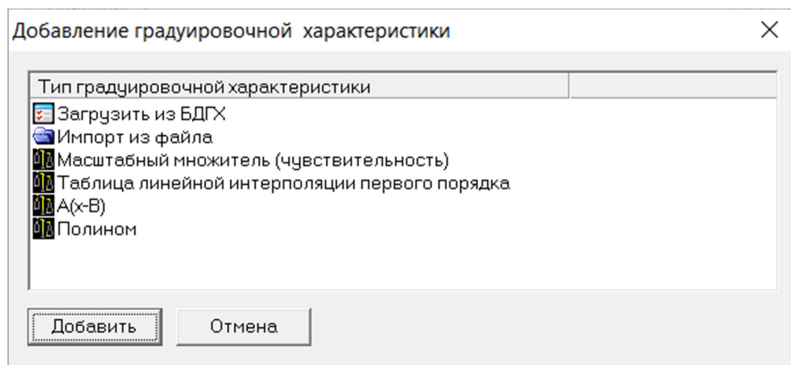 Добавление градуировочной характеристики
Тип градуировочной характеристики
Загрузить из БДГХ
Импорт из файла
Масштабный множитель (чувствительность)
Таблица линейной интерполяции первого порядка
A(x-B)
Полином
Добавить
Отмена